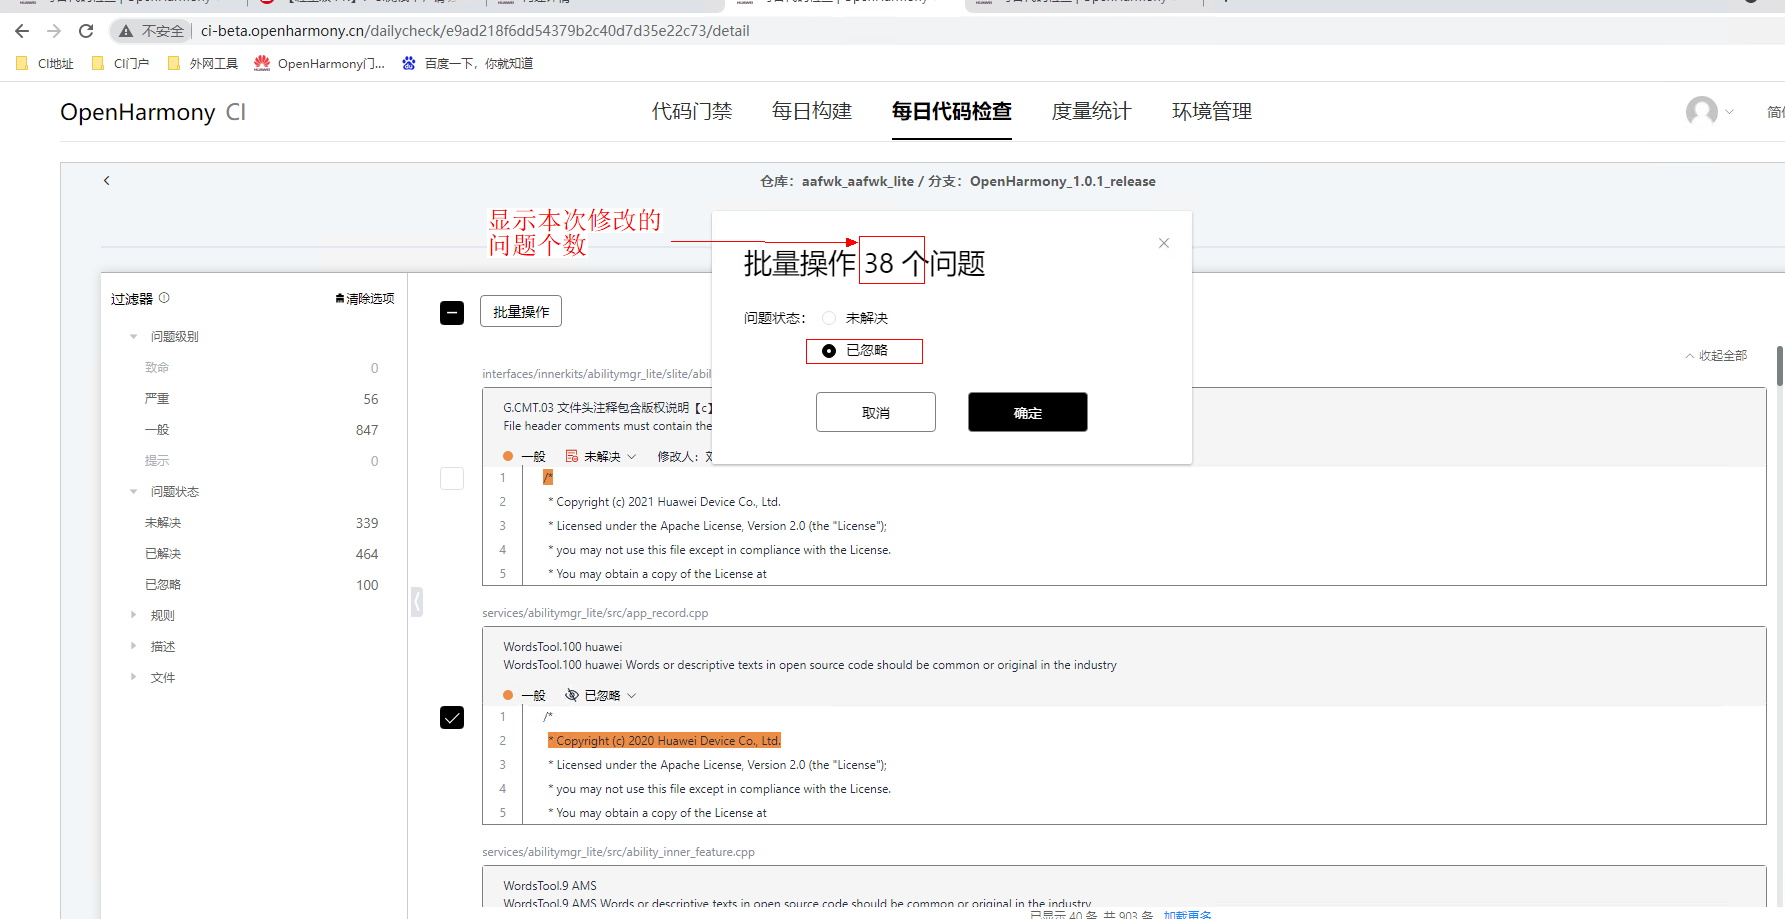 不安全
ci-beta.openharmony.cn/dailycheck/e9ad218f6dd54379b2c40d7d35e22c73/detail
CI地址 CI门户 外网工具 OpenHarmony门... 百度一下，你就知道
OpenHarmony CI
代码门禁 每日构建 每日代码检查 度量统计 环境管理
仓库：aafwk_aafwk_lite / 分支：OpenHarmony_1.0.1_release
显示本次修改的
问题个数
批量操作 38 个问题
问题状态： 未解决
已忽略
取消 确定
过滤器 清除选项
问题级别
致命 0
严重 56
一般 847
提示 0
问题状态
未解决 339
已解决 464
已忽略 100
规则
描述
文件
批量操作
收起全部
interfaces/innerkits/abilitymgr_lite/slite/abil
G.CMT.03 文件头注释包含版权说明【c】
File header comments must contain the
一般 未解决 修改人：
1 /*
2 * Copyright (c) 2021 Huawei Device Co., Ltd.
3 * Licensed under the Apache License, Version 2.0 (the "License");
4 * you may not use this file except in compliance with the License.
5 * You may obtain a copy of the License at
services/abilitymgr_lite/src/app_record.cpp
WordsTool.100 huawei
WordsTool.100 huawei Words or descriptive texts in open source code should be common or original in the industry
一般 已忽略
1 /*
2 * Copyright (c) 2020 Huawei Device Co., Ltd.
3 * Licensed under the Apache License, Version 2.0 (the "License");
4 * you may not use this file except in compliance with the License.
5 * You may obtain a copy of the License at
services/abilitymgr_lite/src/ability_inner_feature.cpp
WordsTool.9 AMS
WordsTool.9 AMS Words or descriptive texts in open source code should be common or original in the industry
已显示 40 条, 共 903 条 加载更多